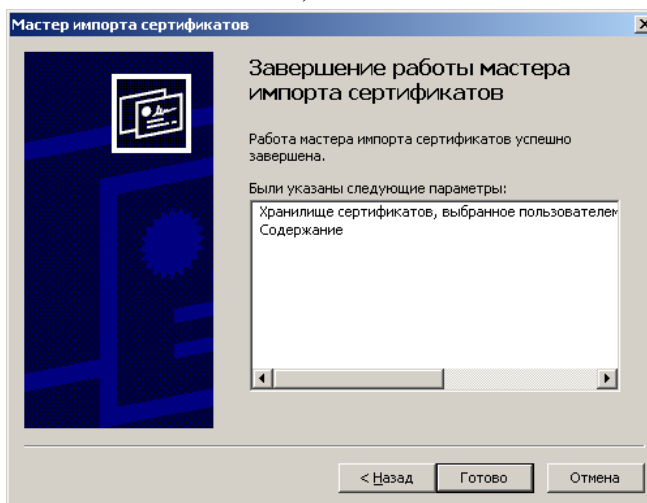 Мастер импорта сертификатов
Завершение работы мастера
импорта сертификатов
Работа мастера импорта сертификатов успешно
завершена.
Были указаны следующие параметры:
Хранилище сертификатов, выбранное пользователем
Содержание
< Назад Готово Отмена